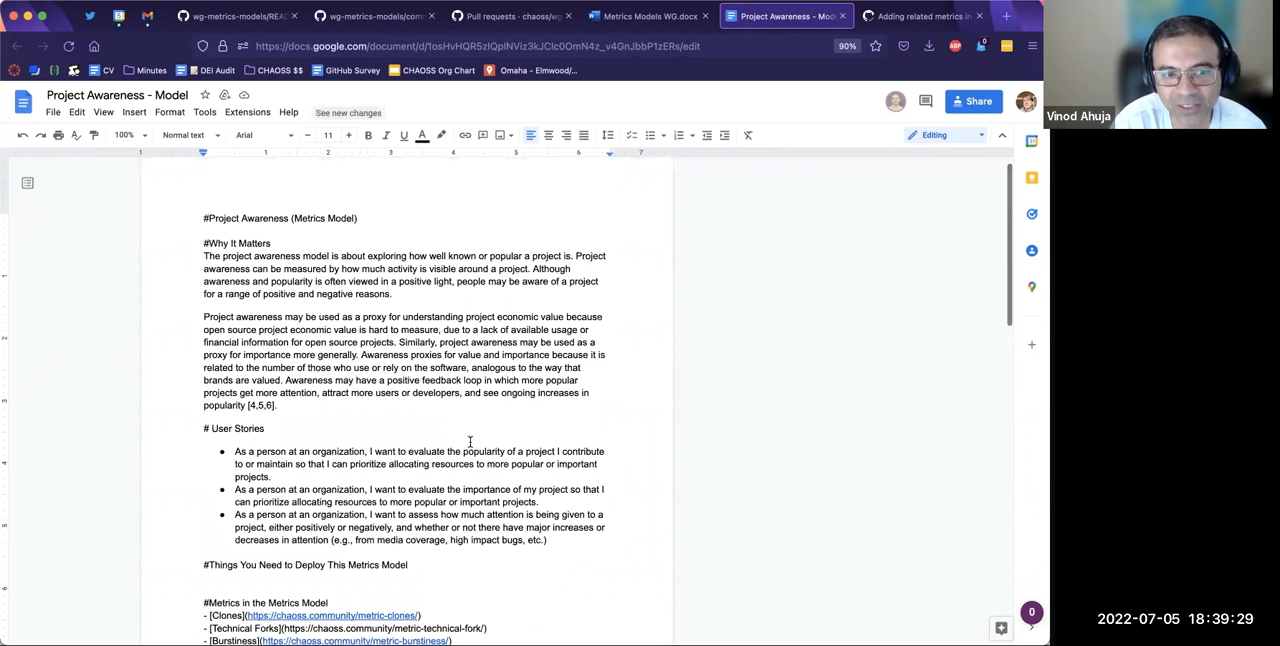 wg-metrics-models/READ
wg-metrics-models/com
Pull requests · chaoss/wg
Metrics Models WG.docx
Project Awareness - Mode
Adding related metrics in
https://docs.google.com/document/d/1osHvHQR5zIQplNViz3kJCIc0OmN4z_v4GnJbbP1zERs/edit
90%
CV
Minutes
DEI Audit
CHAOSS $$
GitHub Survey
CHAOSS Org Chart
Omaha - Elmwood/...
Project Awareness - Model
File Edit View Insert Format Tools Extensions Help See new changes
Share
100% Normal text Arial 11 Editing
Vinod Ahuja
#Project Awareness (Metrics Model)
#Why It Matters
The project awareness model is about exploring how well known or popular a project is. Project
awareness can be measured by how much activity is visible around a project. Although
awareness and popularity is often viewed in a positive light, people may be aware of a project
for a range of positive and negative reasons.
Project awareness may be used as a proxy for understanding project economic value because
open source project economic value is hard to measure, due to a lack of available usage or
financial information for open source projects. Similarly, project awareness may be used as a
proxy for importance more generally. Awareness proxies for value and importance because it is
related to the number of those who use or rely on the software, analogous to the way that
brands are valued. Awareness may have a positive feedback loop in which more popular
projects get more attention, attract more users or developers, and see ongoing increases in
popularity [4,5,6].
# User Stories
● As a person at an organization, I want to evaluate the popularity of a project I contribute
to or maintain so that I can prioritize allocating resources to more popular or important
projects.
● As a person at an organization, I want to evaluate the importance of my project so that I
can prioritize allocating resources to more popular or important projects.
● As a person at an organization, I want to assess how much attention is being given to a
project, either positively or negatively, and whether or not there have major increases or
decreases in attention (e.g., from media coverage, high impact bugs, etc.)
#Things You Need to Deploy This Metrics Model
#Metrics in the Metrics Model
- [Clones](https://chaoss.community/metric-clones/)
- [Technical Forks](https://chaoss.community/metric-technical-fork/)
- [Burstiness](https://chaoss.community/metric-burstiness/)
0
2022-07-05 18:39:29